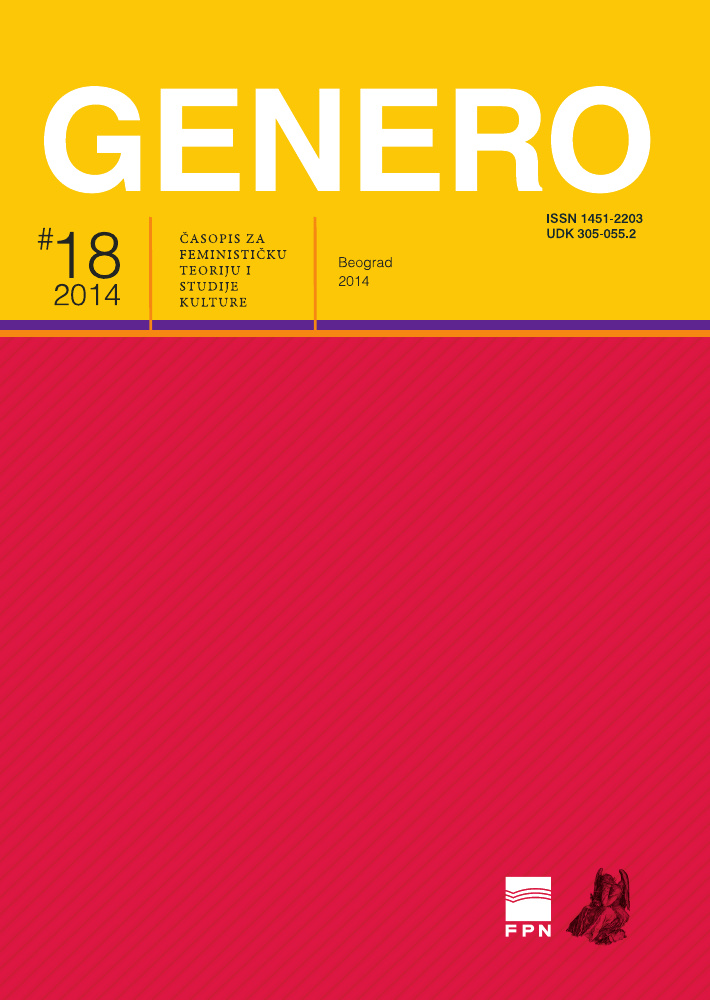 GENERO
#18
2014
ČASOPIS ZA
FEMINISTIČKU
TEORIJU I
STUDIJE
KULTURE
Beograd
2014
ISSN 1451-2203
UDK 305-055.2
FPN